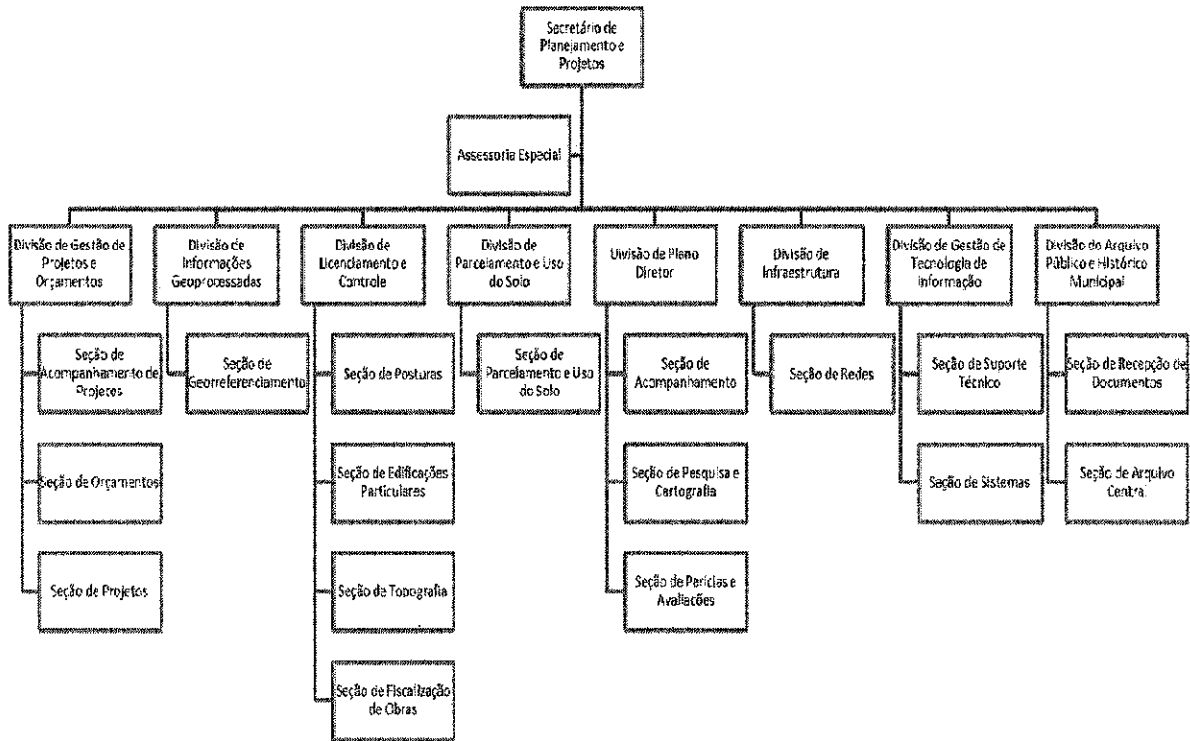 Secretário de
Planejamento e
Projetos
Assessoria Especial
Divisão de Gestão de
Projetos e
Orçamentos
Divisão de
Informações
Geoprocessadas
Divisão de
Licenciamento e
Controle
Divisão de
Parcelamento e Uso
do Solo
Divisão de Plano
Diretor
Divisão de
Infraestrutura
Divisão de Gestão de
Tecnologia de
Informação
Divisão do Arquivo
Público e Histórico
Municipal
Seção de
Acompanhamento de
Projetos
Seção de
Georreferenciamento
Seção de Posturas
Seção de
Parcelamento e Uso
do Solo
Seção de
Acompanhamento
Seção de Redes
Seção de Suporte
Técnico
Seção de Recepção de
Documentos
Seção de Orçamentos
Seção de Edificações
Particulares
Seção de Pesquisa e
Cartografia
Seção de Sistemas
Seção de Arquivo
Central
Seção de Projetos
Seção de Topografia
Seção de Perícias e
Avaliações
Seção de Fiscalização
de Obras